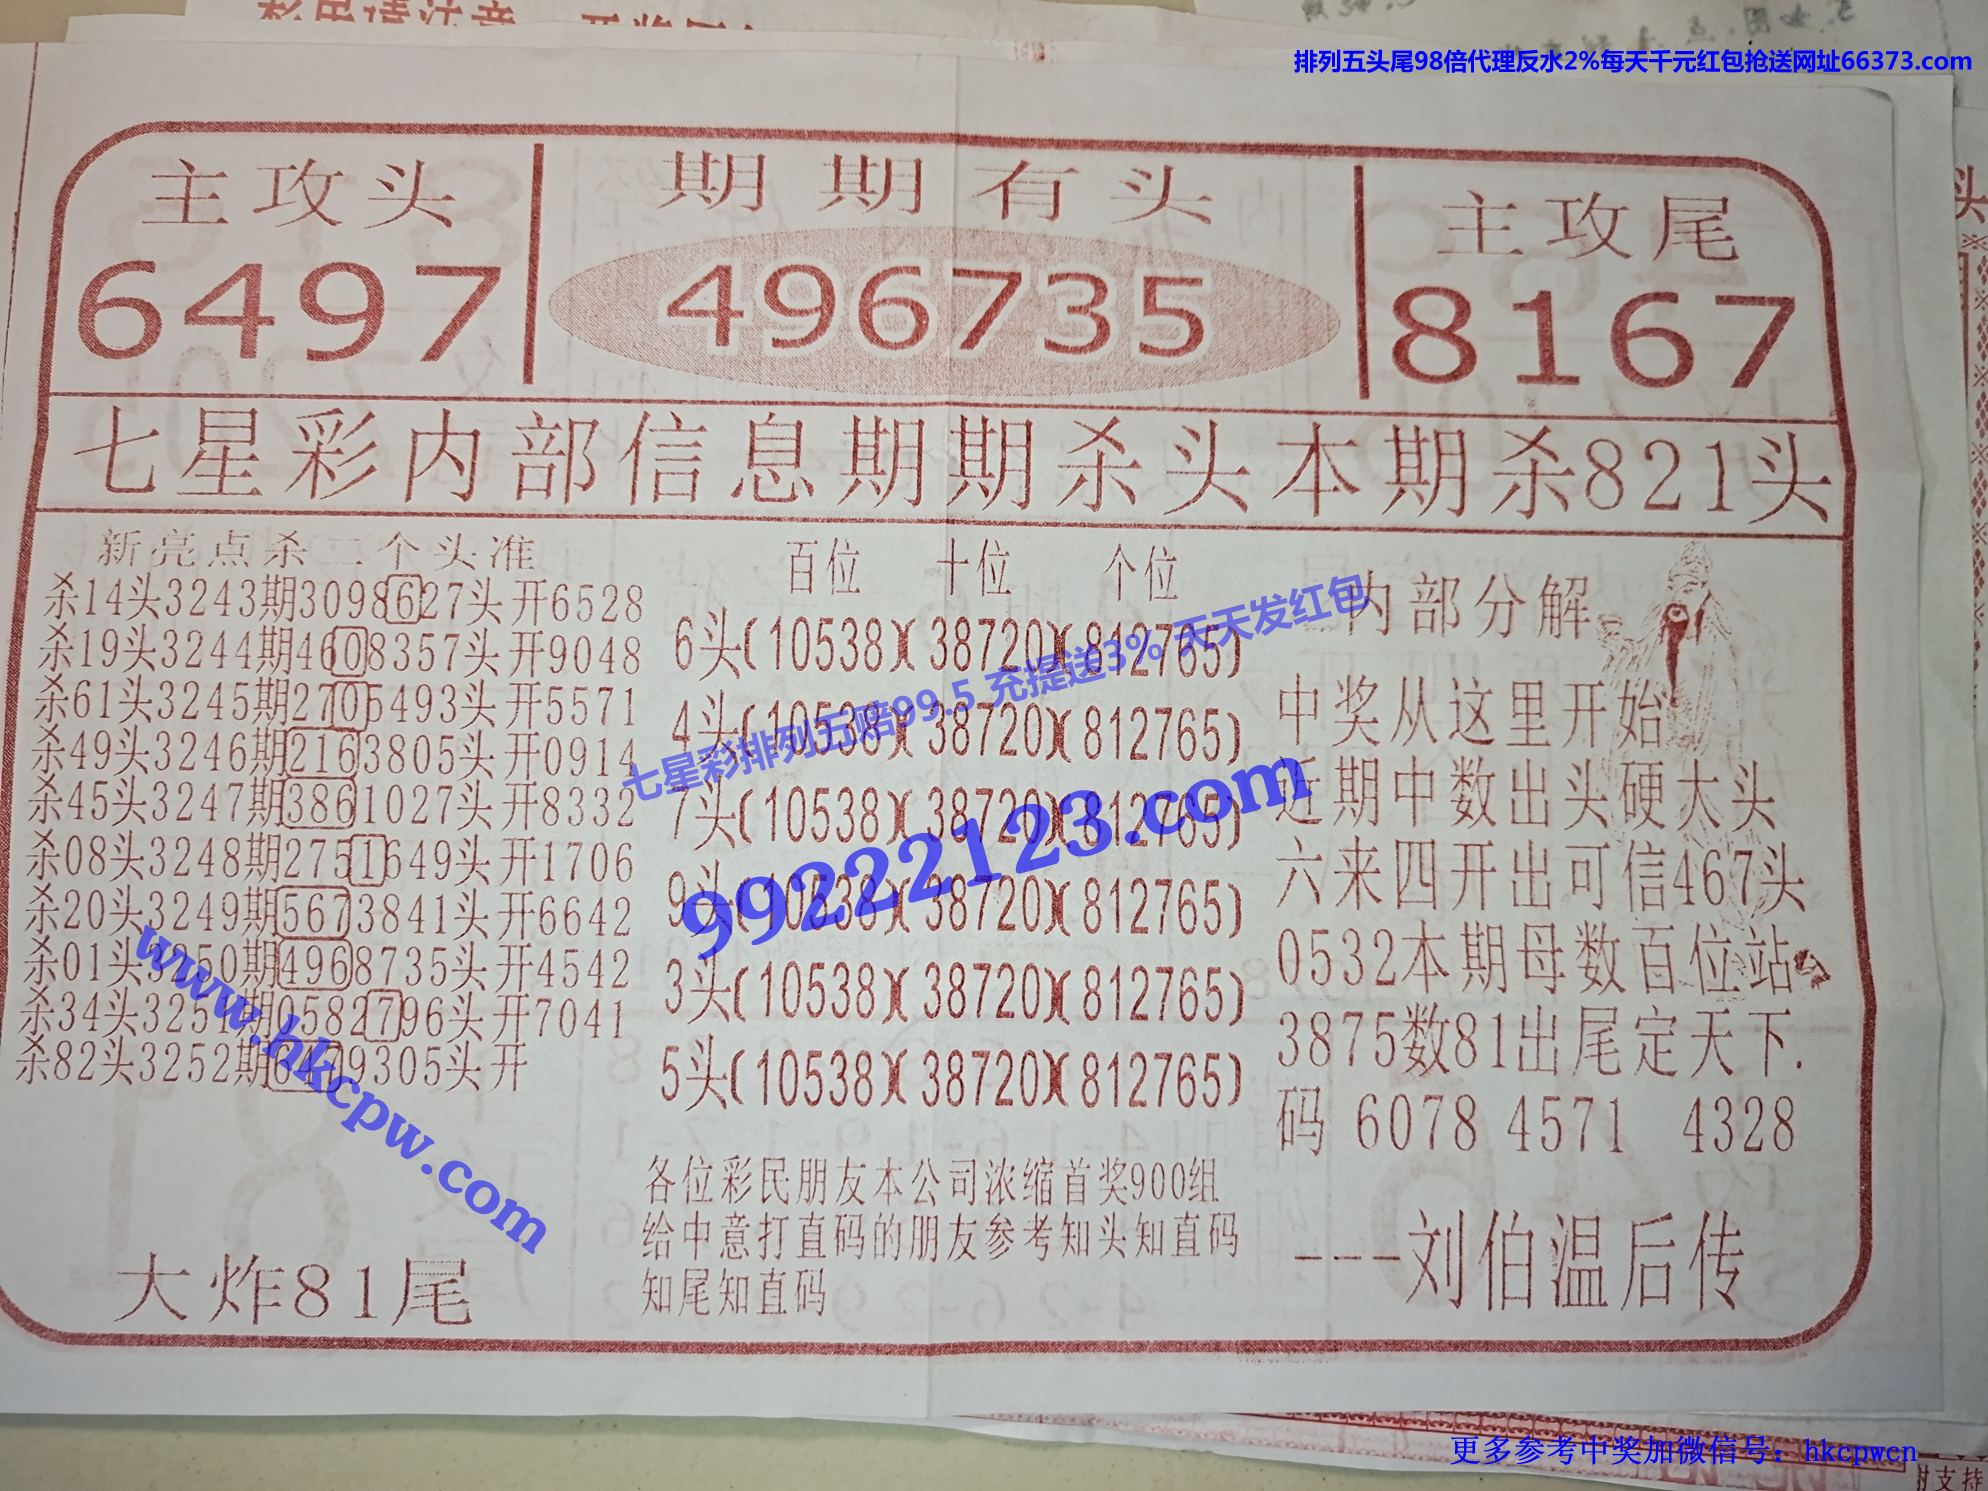 排列五头尾98倍代理反水2%每天千元红包抢送网址66373.com
主攻头
6497
期期有头
496735
主攻尾
8167
七星彩内部信息期期杀头本期杀821头
新亮点杀二个头准
杀14头3243期3098627头开6528
杀19头3244期4608357头开9048
杀61头3245期2705493头开5571
杀49头3246期2163805头开0914
杀45头3247期3861027头开8332
杀08头3248期2751649头开1706
杀20头3249期5673841头开6642
杀01头3250期4968735头开4542
杀34头3251期0582796头开7041
杀82头3252期6479305头开
大炸81尾
百位 十位 个位
6头(10538)(38720)(812765)
4头(10538)(38720)(812765)
7头(10538)(38720)(812765)
9头(10538)(38720)(812765)
3头(10538)(38720)(812765)
5头(10538)(38720)(812765)
各位彩民朋友本公司浓缩首奖900组
给中意打直码的朋友参考知头知直码
知尾知直码
内部分解
中奖从这里开始
近期中数出头硬大头
六来四开出可信467头
0532本期母数百位站
3875数81出尾定天下.
码 6078 4571 4328
---刘伯温后传
七星彩排列五赔99.5 充提送3% 天天发红包
99222123.com
www.hkcpw.com
更多参考中奖加微信号：hkcpwcn